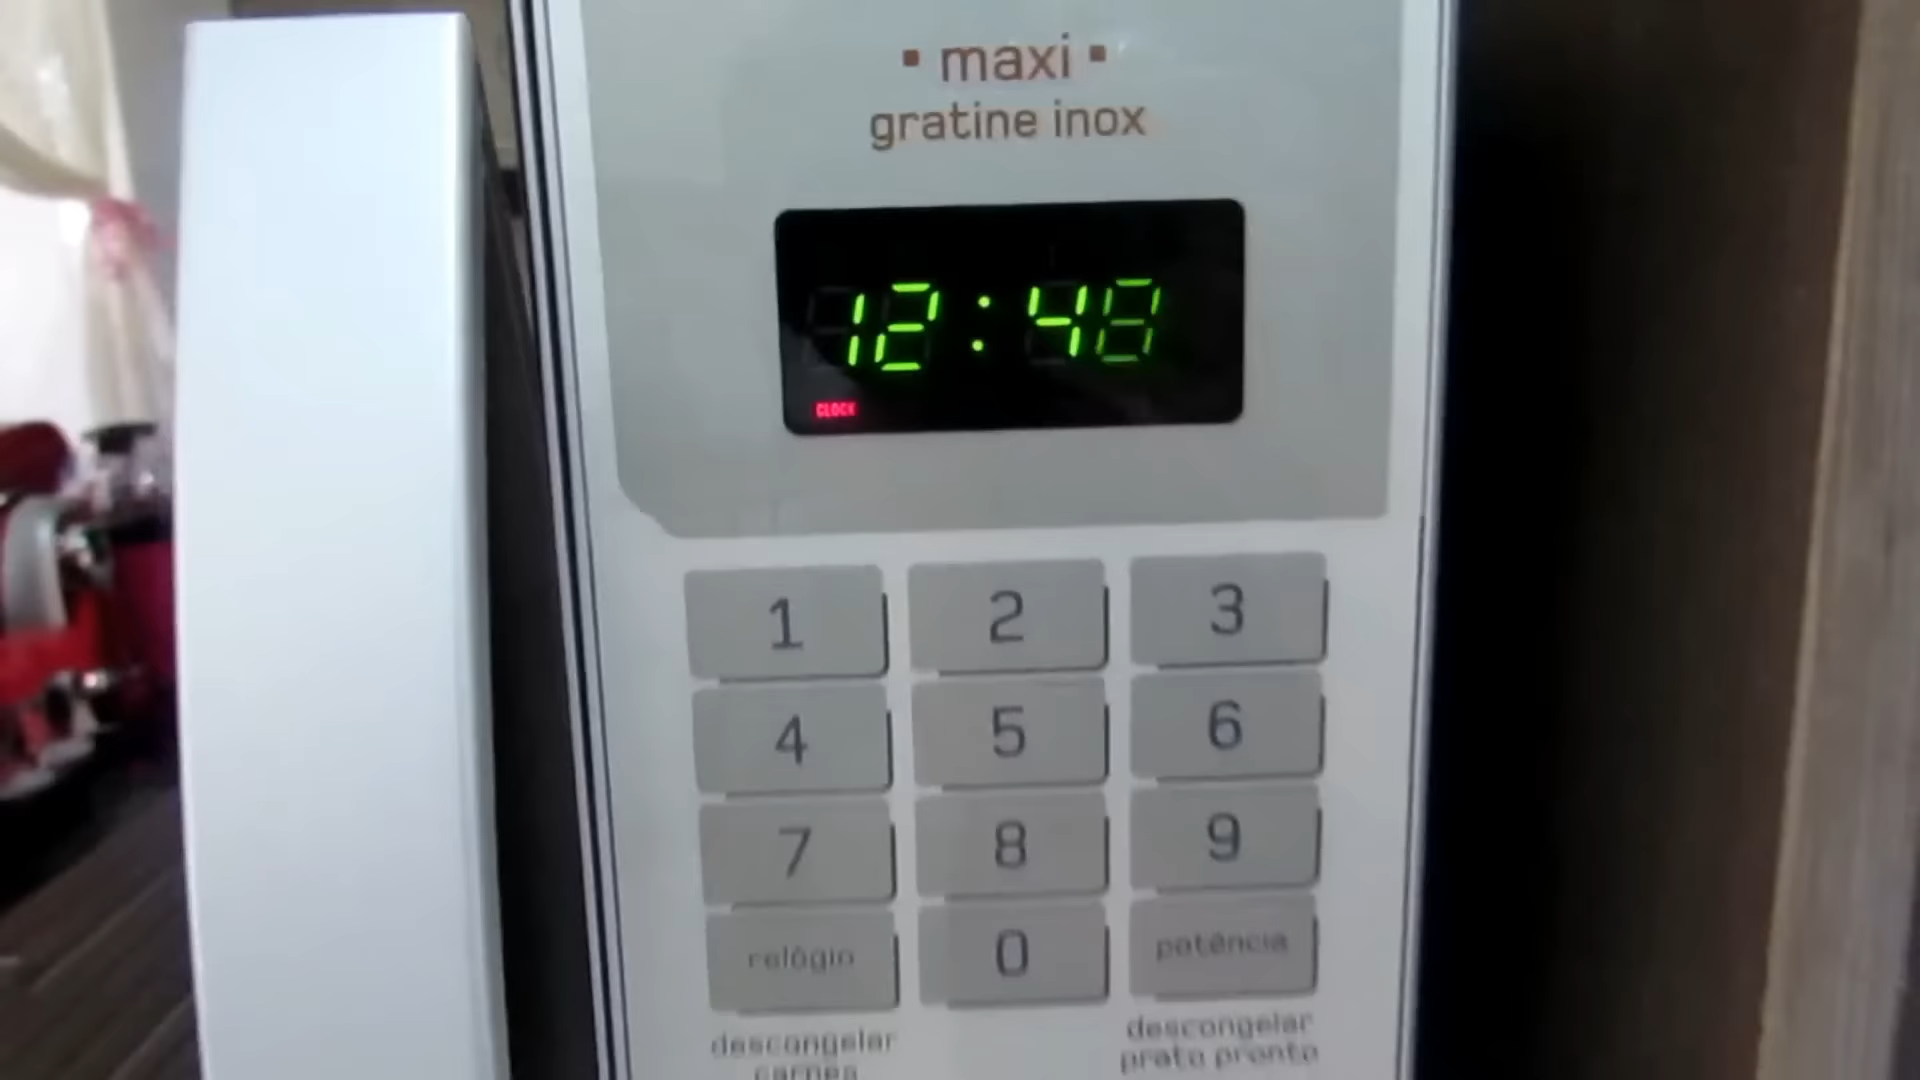 ▪ maxi ▪
gratine inox
12:48
CLOCK
1 2 3
4 5 6
7 8 9
relógio 0 potência
descongelar carnes
descongelar prato pronto